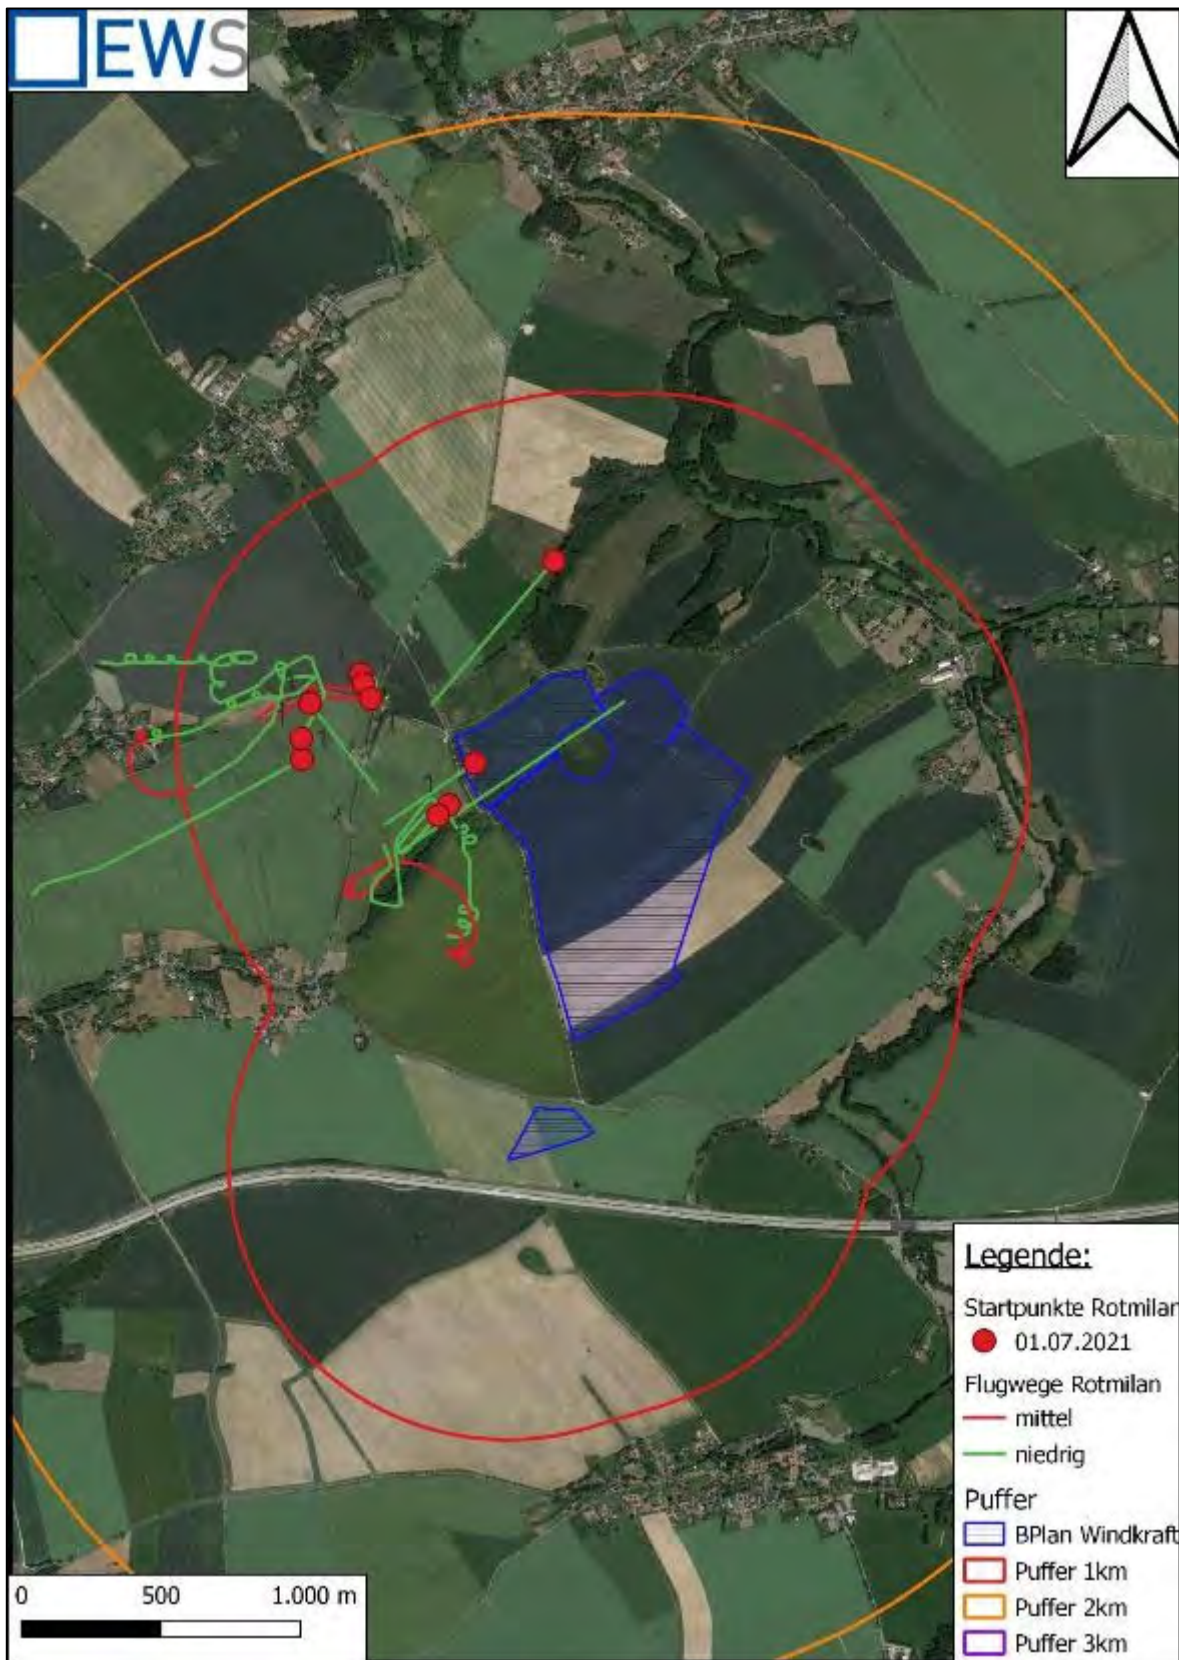 EWS
Legende:
Startpunkte Rotmilan
01.07.2021
Flugwege Rotmilan
mittel
niedrig
Puffer
BPlan Windkraft
Puffer 1km
Puffer 2km
Puffer 3km
0 500 1.000 m